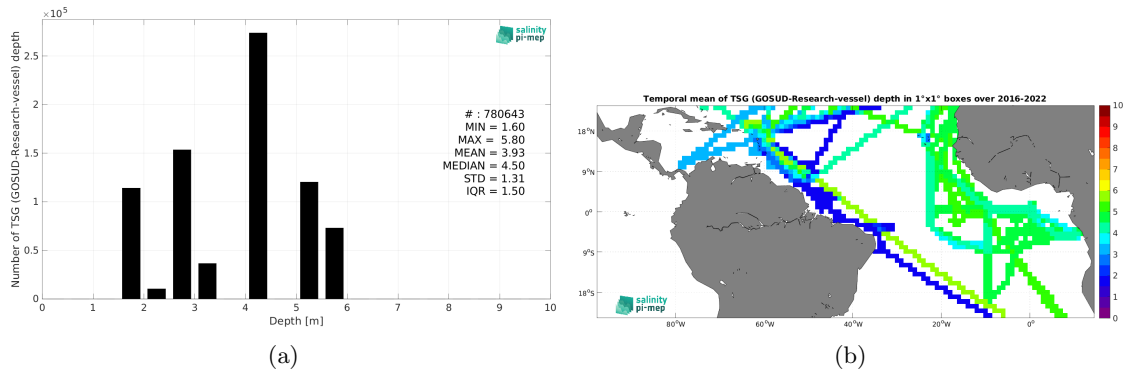 ×10⁵
2.5
2
1.5
1
0.5
0
Number of TSG (GOSUD-Research-vessel) depth
salinity
pi-mep
# : 780643
MIN = 1.60
MAX = 5.80
MEAN = 3.93
MEDIAN = 4.50
STD = 1.31
IQR = 1.50
0 1 2 3 4 5 6 7 8 9 10
Depth [m]
(a)
Temporal mean of TSG (GOSUD-Research-vessel) depth in 1°x1° boxes over 2016-2022
18°N
9°N
0°
9°S
18°S
salinity
pi-mep
80°W 60°W 40°W 20°W 0°
10
9
8
7
6
5
4
3
2
1
0
(b)